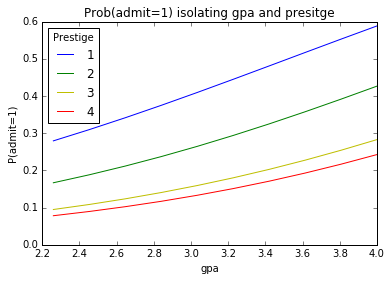 Prob(admit=1) isolating gpa and presitge
0.6
0.5
0.4
0.3
0.2
0.1
0.0
P(admit=1)
Prestige
1
2
3
4
2.2 2.4 2.6 2.8 3.0 3.2 3.4 3.6 3.8 4.0
gpa